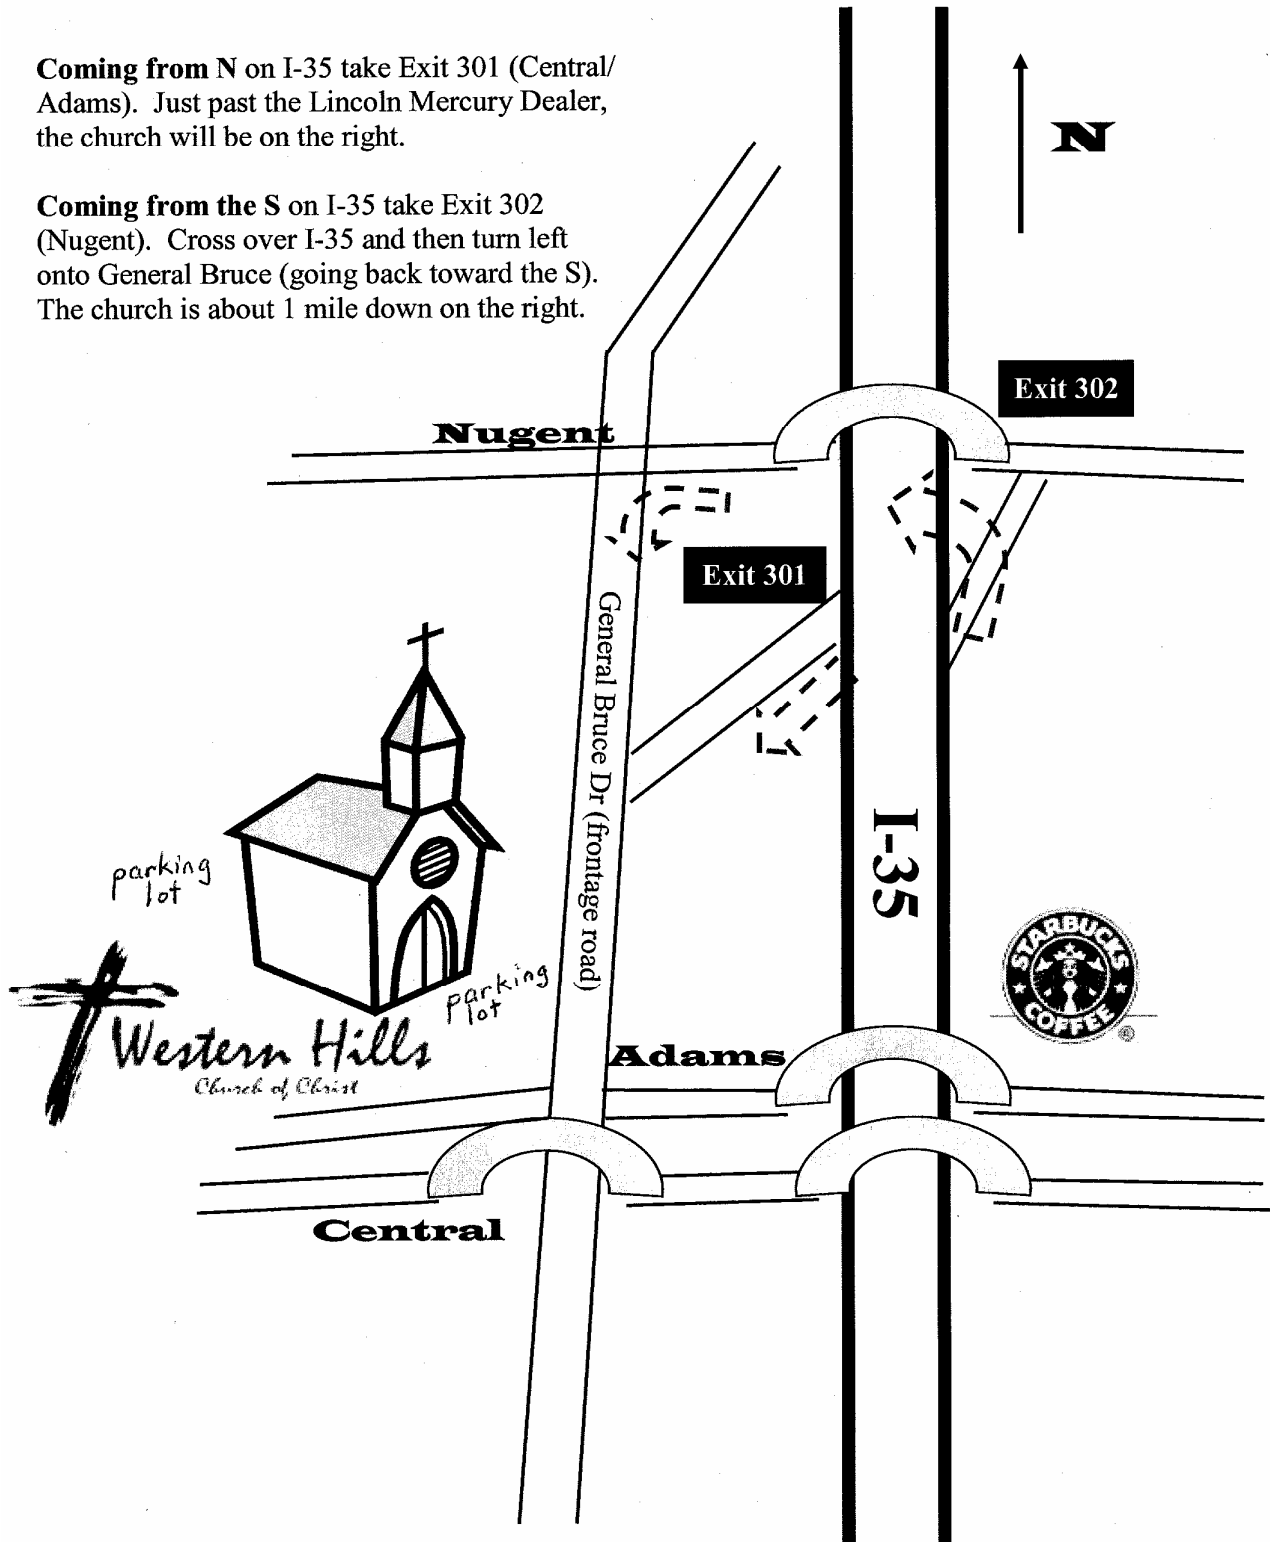 Coming from N on I-35 take Exit 301 (Central/
Adams). Just past the Lincoln Mercury Dealer,
the church will be on the right.
Coming from the S on I-35 take Exit 302
(Nugent). Cross over I-35 and then turn left
onto General Bruce (going back toward the S).
The church is about 1 mile down on the right.
N
Exit 302
Nugent
Exit 301
General Bruce Dr (frontage road)
I-35
parking
lot
STARBUCKS
COFFEE
®
parking
lot
Western Hills
Church of Christ
Adams
Central